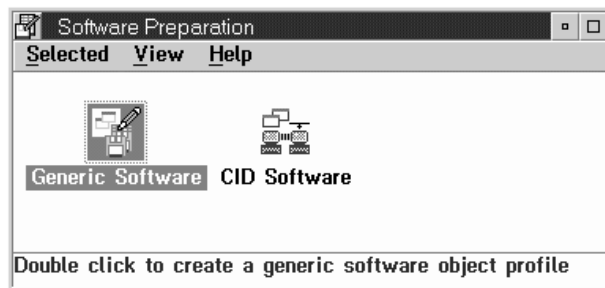 Software Preparation
Selected View Help
Generic Software CID Software
Double click to create a generic software object profile